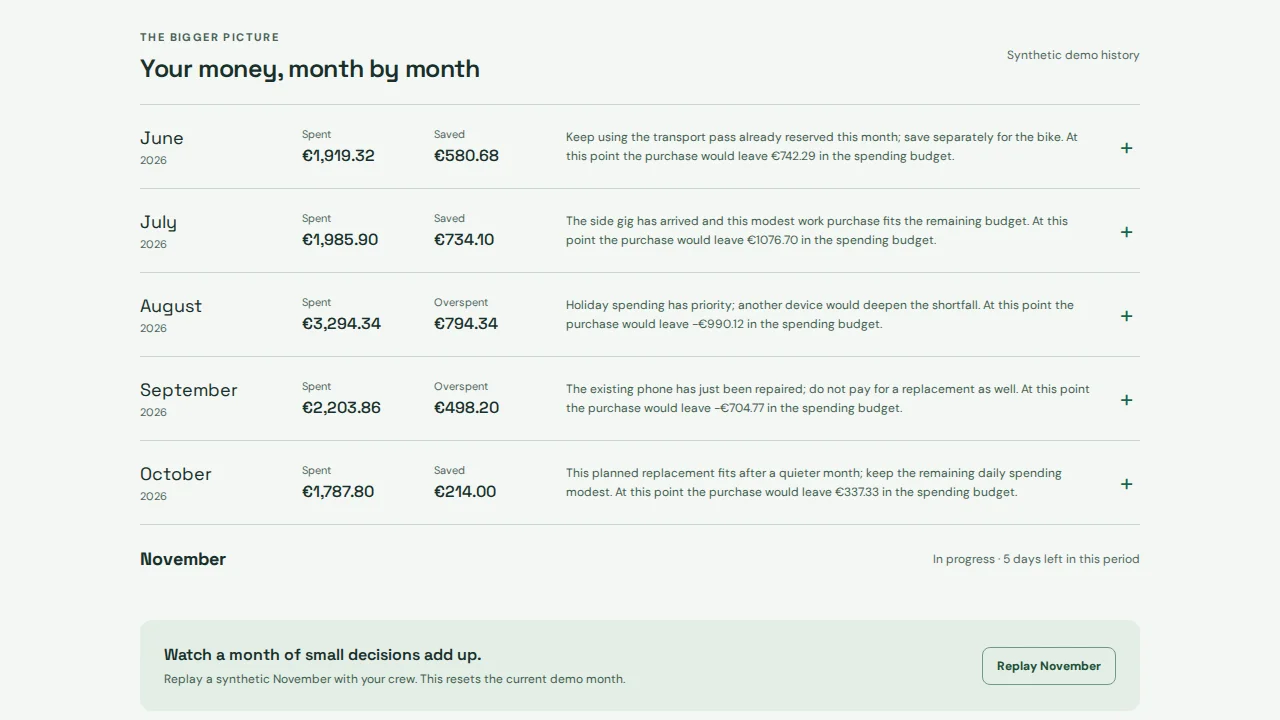 THE BIGGER PICTURE
Your money, month by month
Synthetic demo history
June
2026
Spent
€1,919.32
Saved
€580.68
Keep using the transport pass already reserved this month; save separately for the bike. At
this point the purchase would leave €742.29 in the spending budget.
+
July
2026
Spent
€1,985.90
Saved
€734.10
The side gig has arrived and this modest work purchase fits the remaining budget. At this
point the purchase would leave €1076.70 in the spending budget.
+
August
2026
Spent
€3,294.34
Overspent
€794.34
Holiday spending has priority; another device would deepen the shortfall. At this point the
purchase would leave −€990.12 in the spending budget.
+
September
2026
Spent
€2,203.86
Overspent
€498.20
The existing phone has just been repaired; do not pay for a replacement as well. At this point
the purchase would leave −€704.77 in the spending budget.
+
October
2026
Spent
€1,787.80
Saved
€214.00
This planned replacement fits after a quieter month; keep the remaining daily spending
modest. At this point the purchase would leave €337.33 in the spending budget.
+
November
In progress · 5 days left in this period
Watch a month of small decisions add up.
Replay a synthetic November with your crew. This resets the current demo month.
Replay November